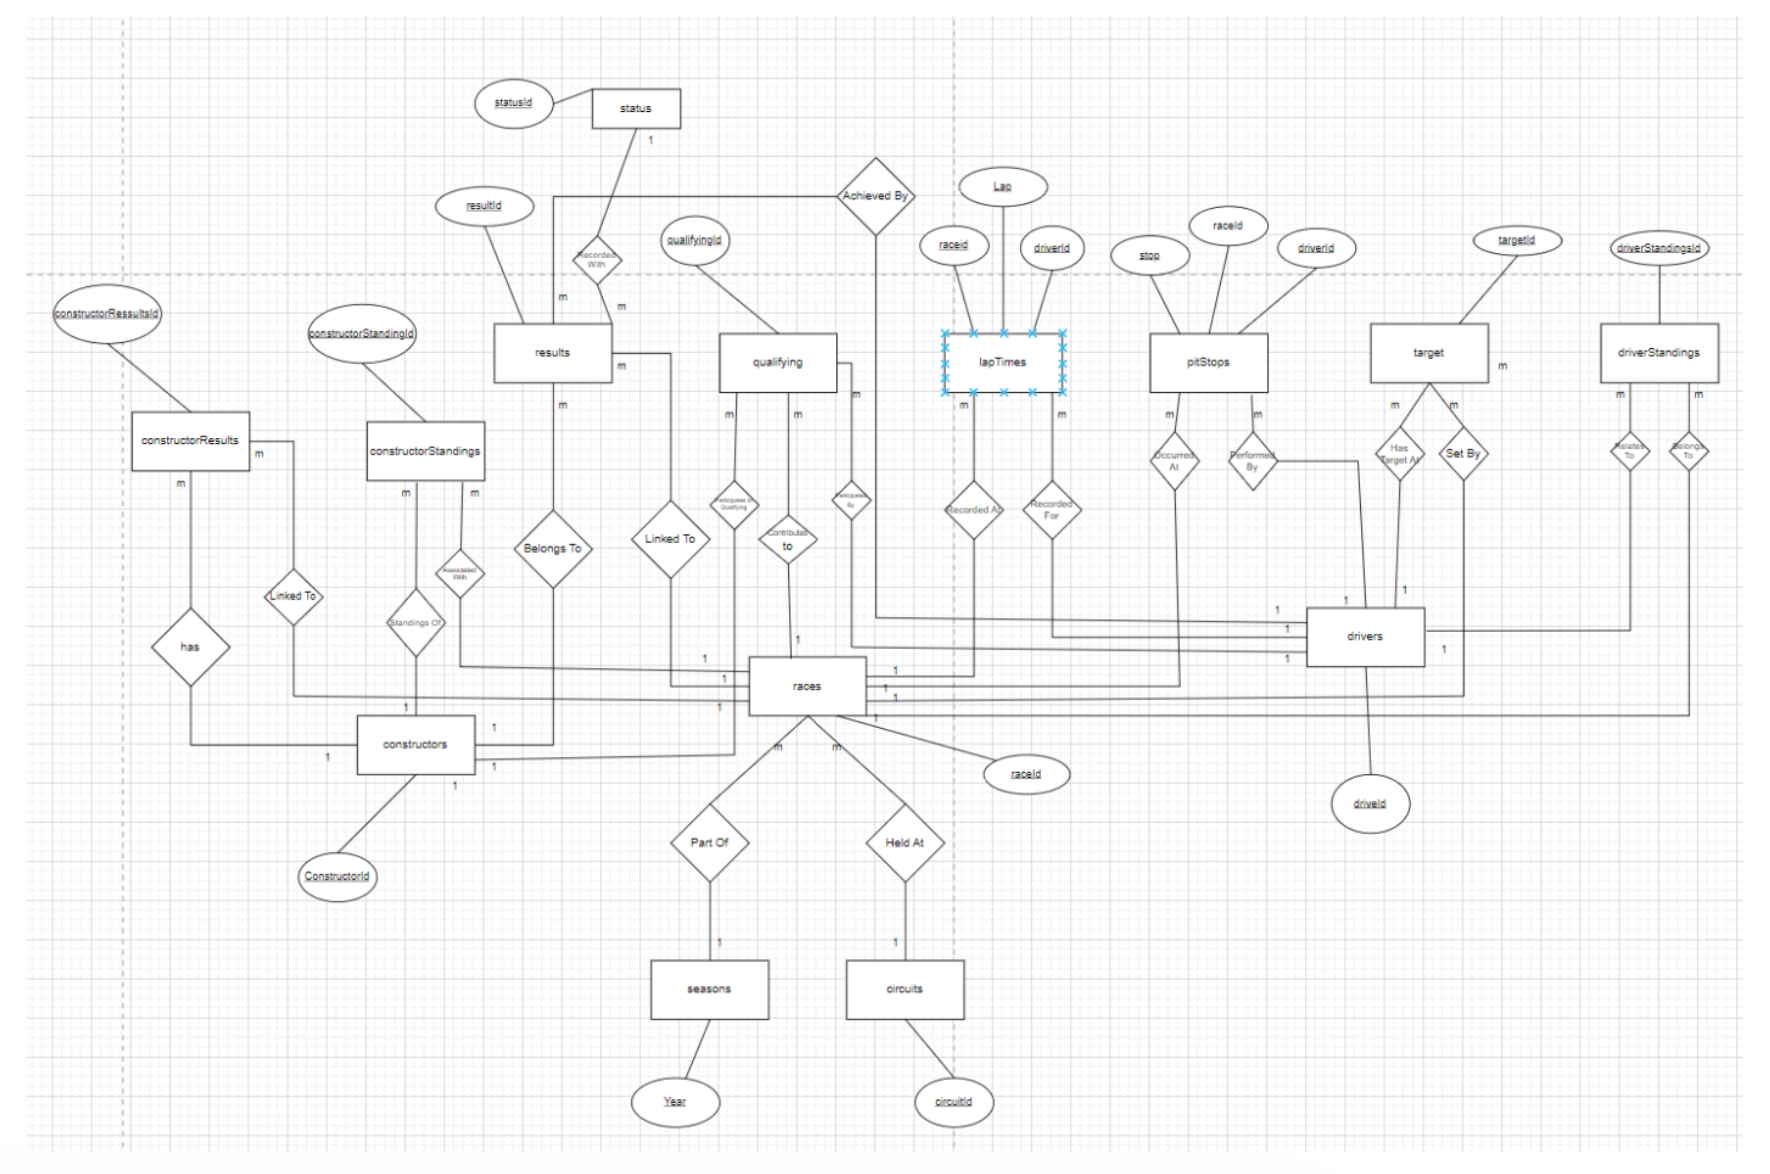 statusId
status
1
resultId
Achieved By
Lap
qualifyingId
raceid
driverId
raceId
stop
driverId
targetId
driverStandingsId
Recorded
With
m
m
constructorRessultsId
constructorStandingId
results
m
qualifying
lapTimes
pitStops
target
m
driverStandings
m
m
m
m
m
m
m
m
m
m
m
m
m
constructorResults
m
constructorStandings
m
m
m
Occurred
At
Performed
By
Has
Target At
Set By
Relates
To
Belongs
To
Participates In
Qualifying
Participates
By
Recorded At
Recorded
For
Belongs To
Linked To
Contributes
to
Associated
With
Linked To
Standings Of
has
1
1
1
1
1
1
1
drivers
1
1
1
1
1
races
1
1
1
1
1
1
constructors
1
1
1
m
m
raceId
driveId
ConstructorId
Part Of
Held At
1
1
seasons
circuits
Year
circuitId